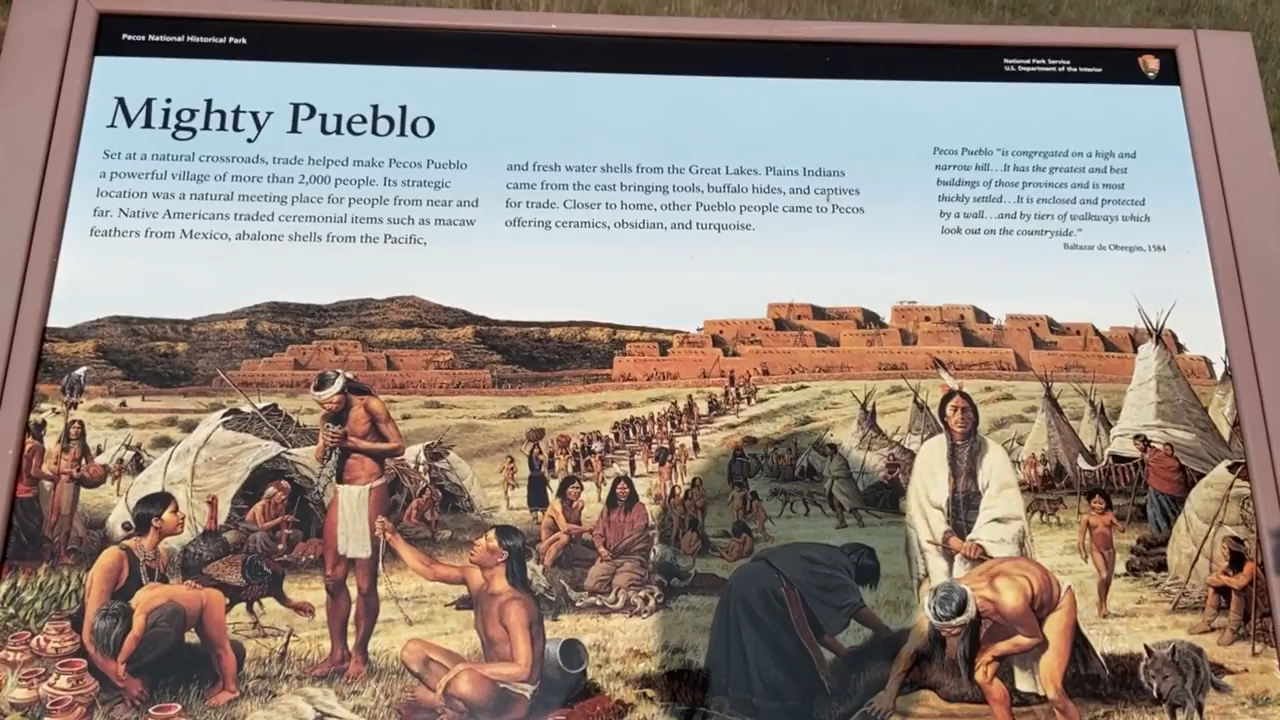 Pecos National Historical Park
National Park Service
U.S. Department of the Interior
Mighty Pueblo
Set at a natural crossroads, trade helped make Pecos Pueblo
a powerful village of more than 2,000 people. Its strategic
location was a natural meeting place for people from near and
far. Native Americans traded ceremonial items such as macaw
feathers from Mexico, abalone shells from the Pacific,
and fresh water shells from the Great Lakes. Plains Indians
came from the east bringing tools, buffalo hides, and captives
for trade. Closer to home, other Pueblo people came to Pecos
offering ceramics, obsidian, and turquoise.
Pecos Pueblo “is congregated on a high and
narrow hill…It has the greatest and best
buildings of those provinces and is most
thickly settled…It is enclosed and protected
by a wall…and by tiers of walkways which
look out on the countryside.”
Baltazar de Obregón, 1584